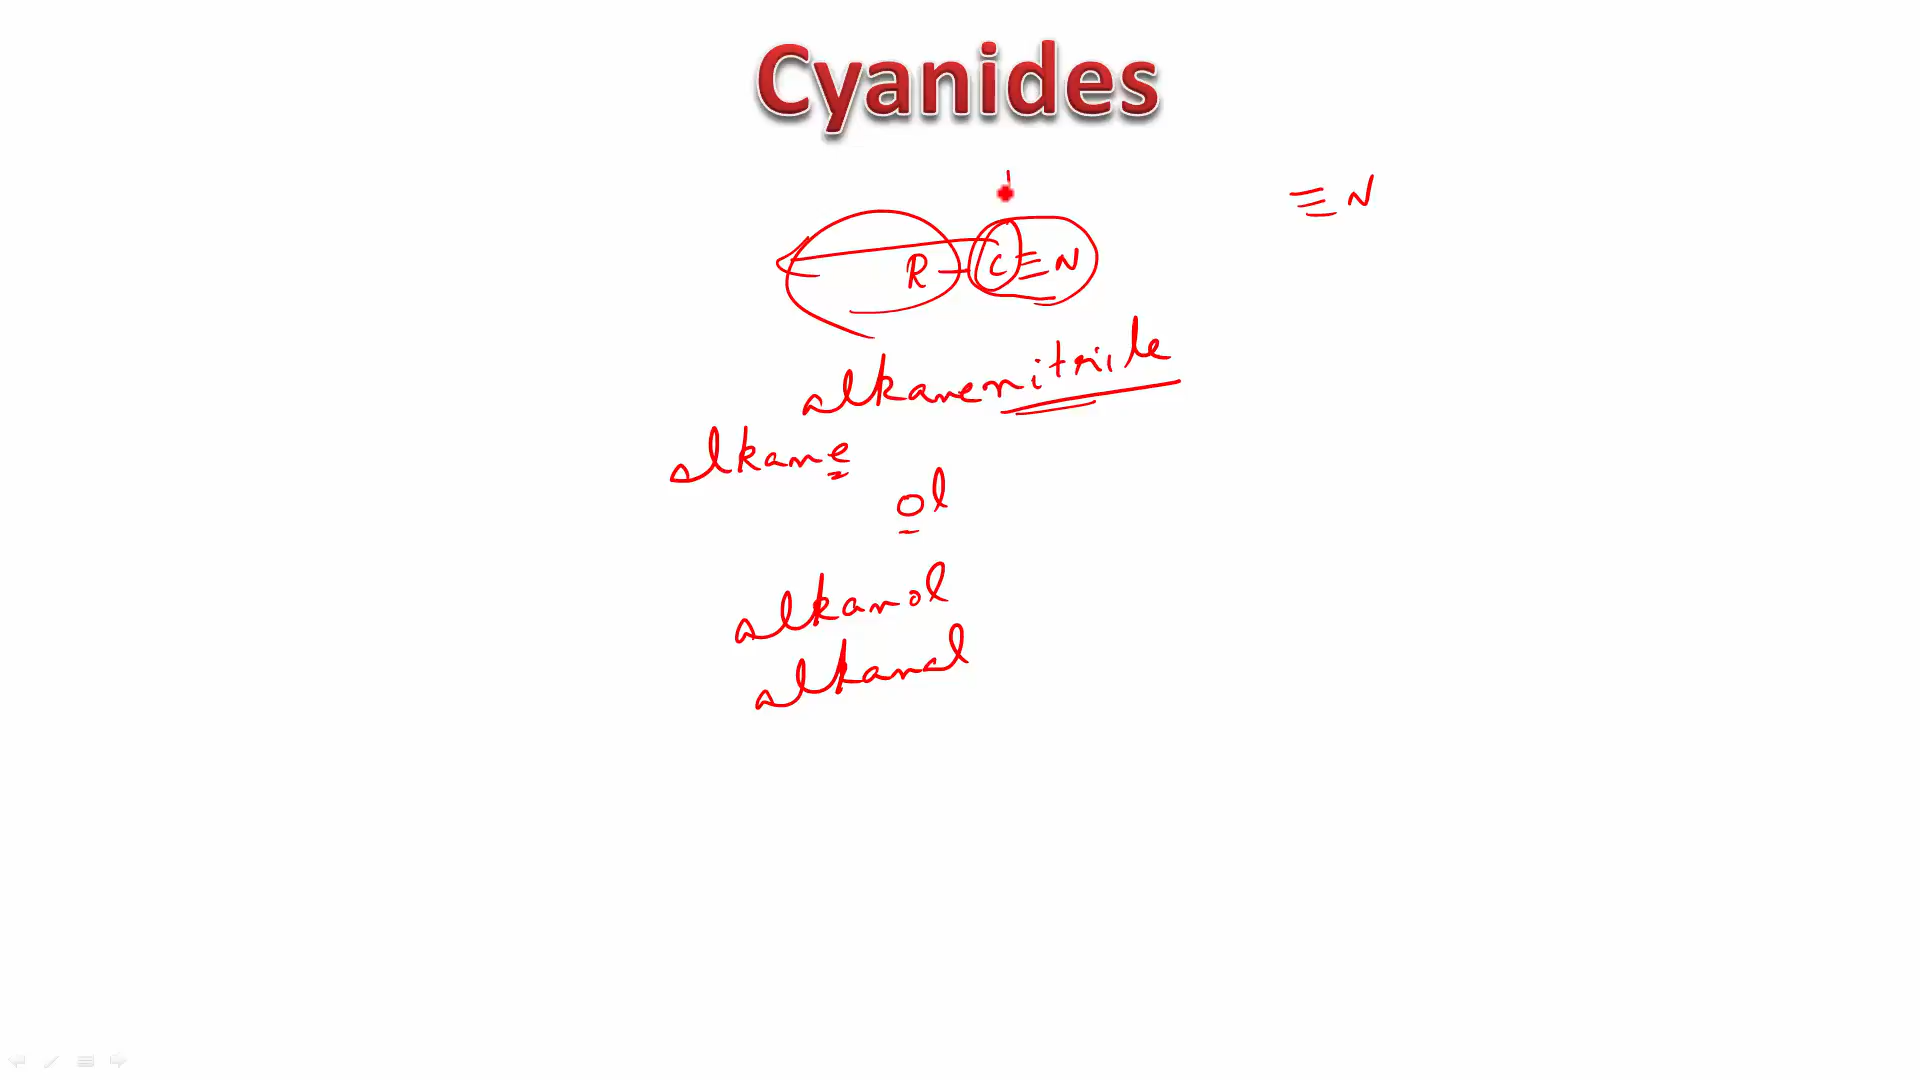 Cyanides
≡ N
R-C≡N
alkanenitrile
alkane
ol
alkanol
alkanal